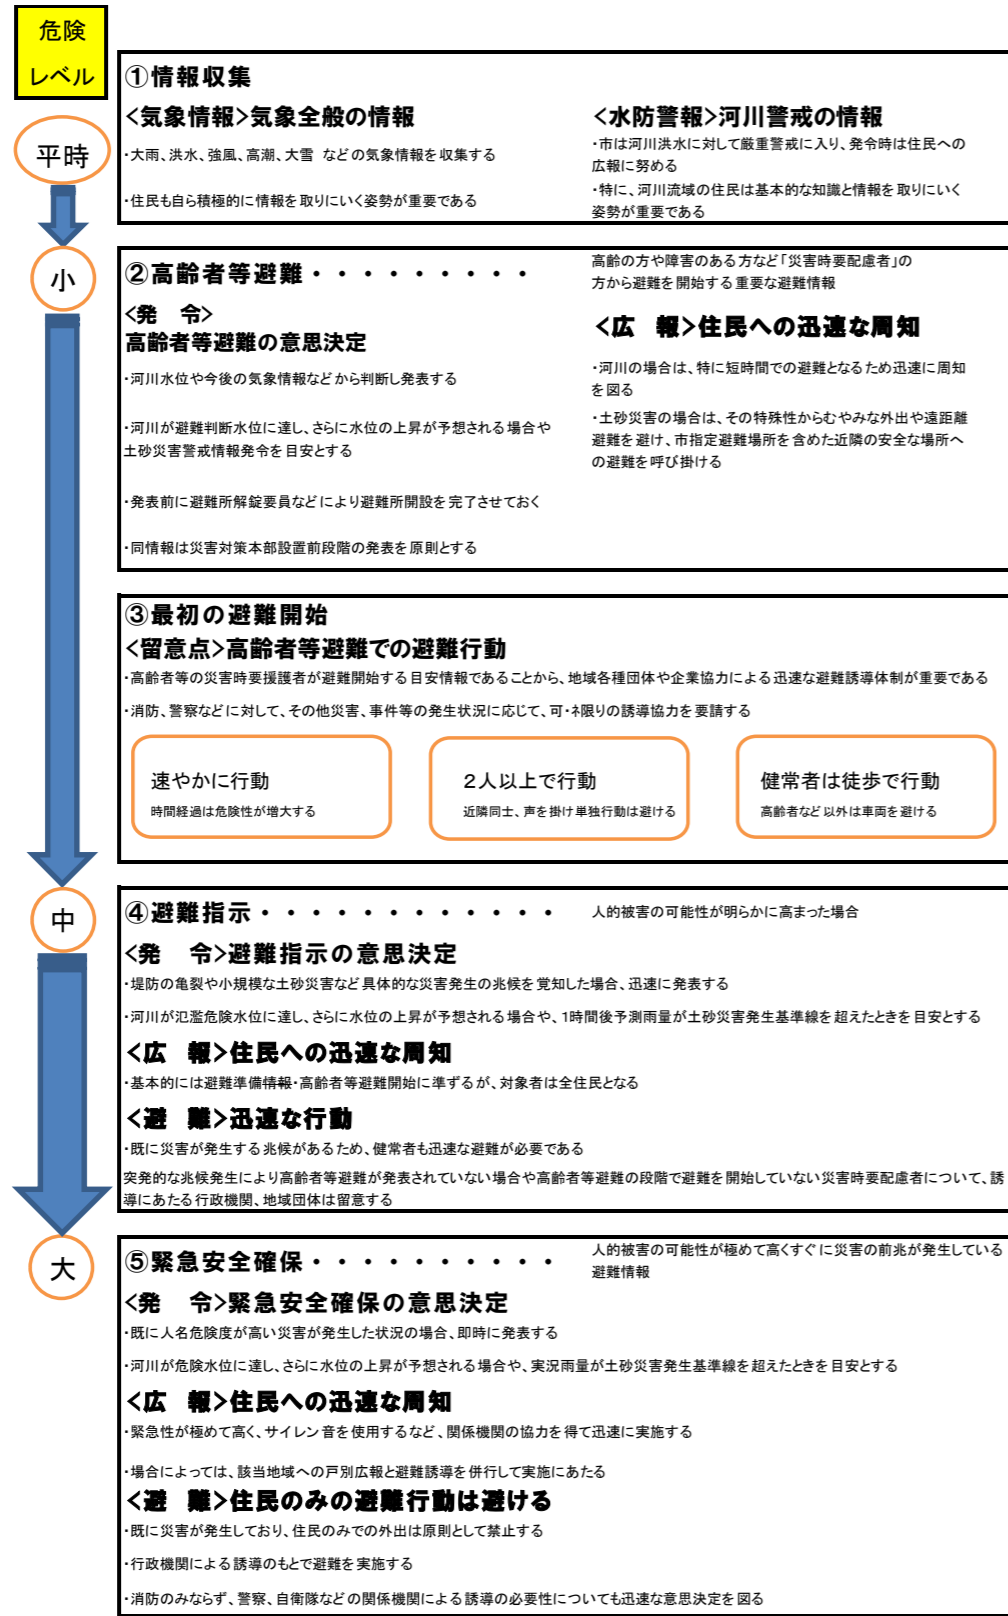 危険
レベル
平時
①情報収集
<気象情報>気象全般の情報
・大雨、洪水、強風、高潮、大雪 などの気象情報を収集する
・住民も自ら積極的に情報を取りにいく姿勢が重要である
<水防警報>河川警戒の情報
・市は河川洪水に対して厳重警戒に入り、発令時は住民への
広報に努める
・特に、河川流域の住民は基本的な知識と情報を取りにいく
姿勢が重要である
小
②高齢者等避難・・・・・・・・・
高齢の方や障害のある方など「災害時要配慮者」の
方から避難を開始する重要な避難情報
<発　令>
高齢者等避難の意思決定
・河川水位や今後の気象情報などから判断し発表する
・河川が避難判断水位に達し、さらに水位の上昇が予想される場合や
土砂災害警戒情報発令を目安とする
・発表前に避難所解錠要員などにより避難所開設を完了させておく
・同情報は災害対策本部設置前段階の発表を原則とする
<広　報>住民への迅速な周知
・河川の場合は、特に短時間での避難となるため迅速に周知
を図る
・土砂災害の場合は、その特殊性からむやみな外出や遠距離
避難を避け、市指定避難場所を含めた近隣の安全な場所へ
の避難を呼び掛ける
③最初の避難開始
<留意点>高齢者等避難での避難行動
・高齢者等の災害時要援護者が避難開始する目安情報であることから、地域各種団体や企業協力による迅速な避難誘導体制が重要である
・消防、警察などに対して、その他災害、事件等の発生状況に応じて、可・ネ限りの誘導協力を要請する
速やかに行動
時間経過は危険性が増大する
２人以上で行動
近隣同士、声を掛け単独行動は避ける
健常者は徒歩で行動
高齢者など以外は車両を避ける
中
④避難指示・・・・・・・・・・・・
人的被害の可能性が明らかに高まった場合
<発　令>避難指示の意思決定
・堤防の亀裂や小規模な土砂災害など具体的な災害発生の兆候を覚知した場合、迅速に発表する
・河川が氾濫危険水位に達し、さらに水位の上昇が予想される場合や、1時間後予測雨量が土砂災害発生基準線を超えたときを目安とする
<広　報>住民への迅速な周知
・基本的には避難準備情報・高齢者等避難開始に準ずるが、対象者は全住民となる
<避　難>迅速な行動
・既に災害が発生する兆候があるため、健常者も迅速な避難が必要である
突発的な兆候発生により高齢者等避難が発表されていない場合や高齢者等避難の段階で避難を開始していない災害時要配慮者について、誘
導にあたる行政機関、地域団体は留意する
大
⑤緊急安全確保・・・・・・・・・・
人的被害の可能性が極めて高くすぐに災害の前兆が発生している
避難情報
<発　令>緊急安全確保の意思決定
・既に人名危険度が高い災害が発生した状況の場合、即時に発表する
・河川が危険水位に達し、さらに水位の上昇が予想される場合や、実況雨量が土砂災害発生基準線を超えたときを目安とする
<広　報>住民への迅速な周知
・緊急性が極めて高く、サイレン音を使用するなど、関係機関の協力を得て迅速に実施する
・場合によっては、該当地域への戸別広報と避難誘導を併行して実施にあたる
<避　難>住民のみの避難行動は避ける
・既に災害が発生しており、住民のみでの外出は原則として禁止する
・行政機関による誘導のもとで避難を実施する
・消防のみならず、警察、自衛隊などの関係機関による誘導の必要性についても迅速な意思決定を図る